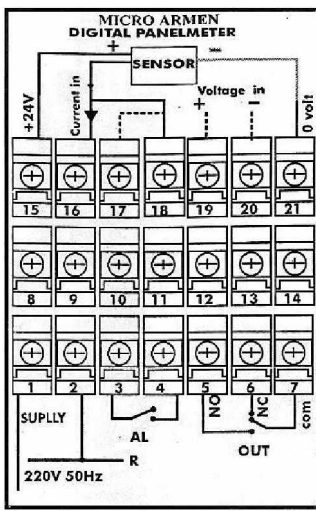 MICRO ARMEN
DIGITAL PANELMETER
+ −
SENSOR
+24V
Current in
Voltage in
+ −
0 volt
15 16 17 18 19 20 21
8 9 10 11 12 13 14
1 2 3 4 5 6 7
SUPLLY
AL
NO
NC
com
OUT
R
220V 50Hz